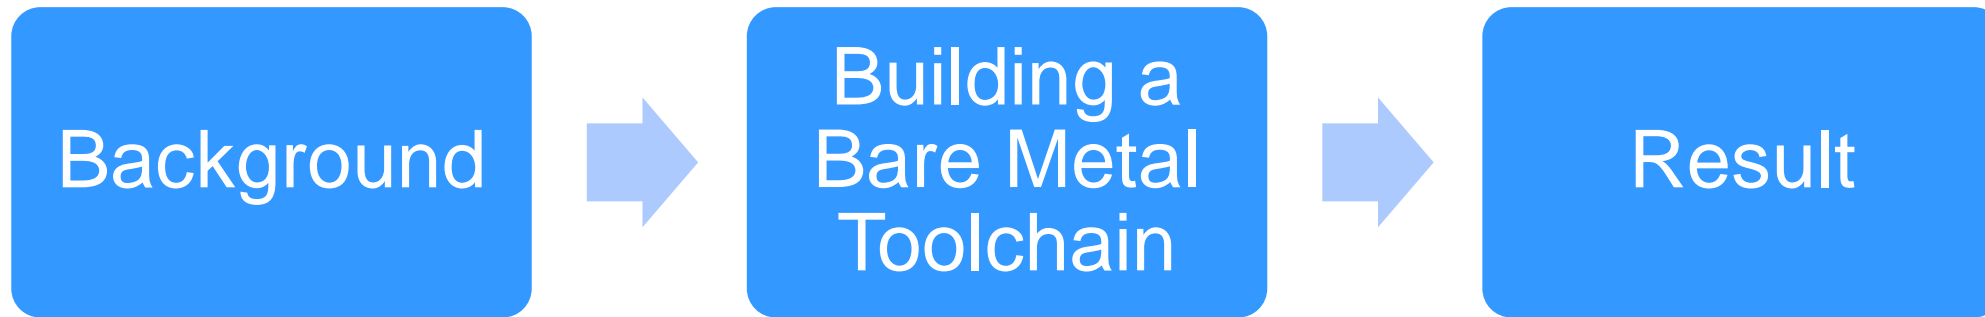 Background
Building a
Bare Metal
Toolchain
Result